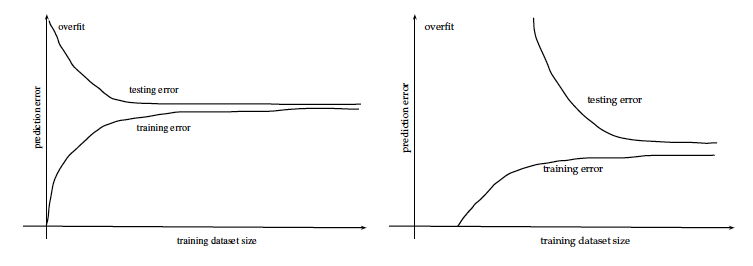 overfit
testing error
training error
prediction error
training dataset size
overfit
testing error
training error
prediction error
training dataset size